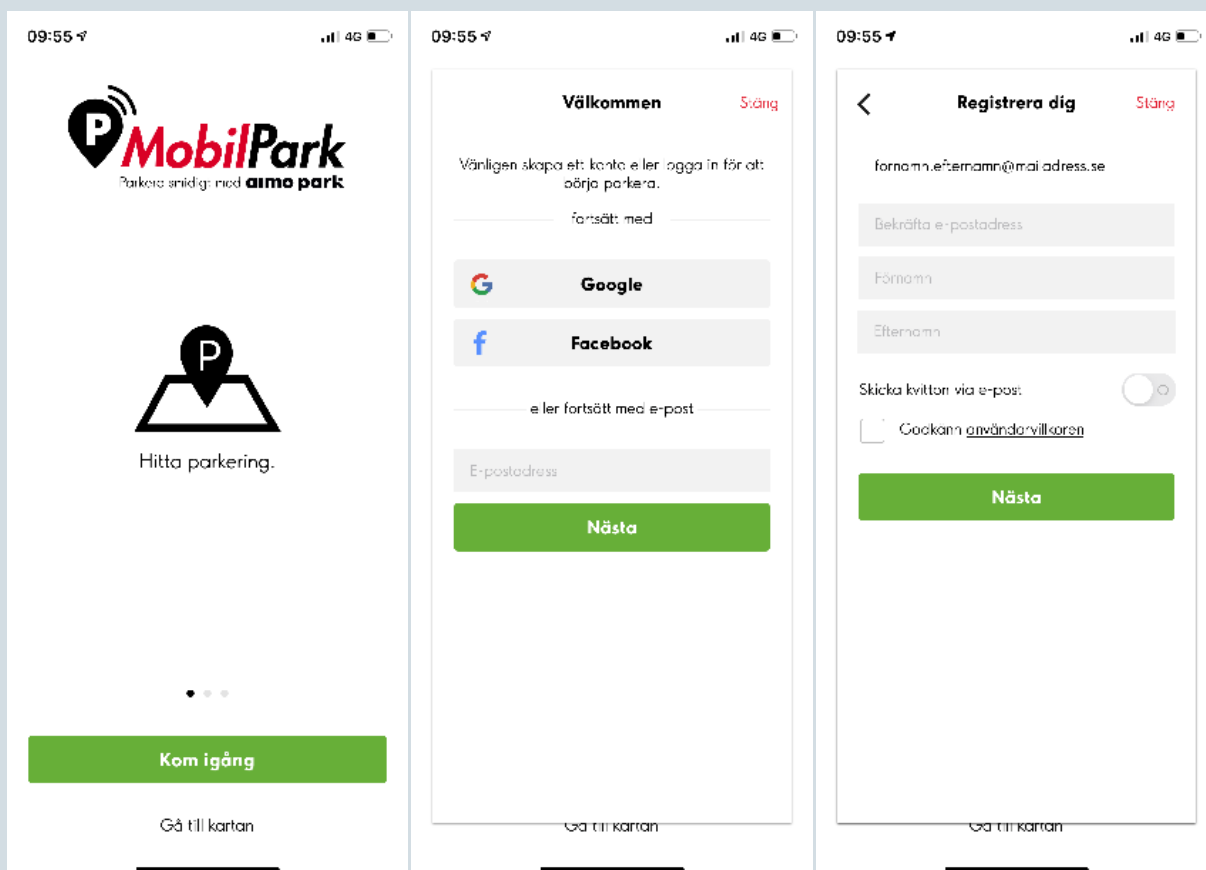 09:55
4G
P
MobilPark
Parkera smidigt med aimo park
P
Hitta parkering.
Kom igång
Gå till kartan
09:55
4G
Välkommen
Stäng
Vänligen skapa ett konto eller logga in för att
börja parkera.
fortsätt med
Google
Facebook
eller fortsätt med e-post
E-postadress
Nästa
Gå till kartan
09:55
4G
Registrera dig
Stäng
fornamn.efternamn@mailadress.se
Bekräfta e-postadress
Förnamn
Efternamn
Skicka kvitton via e-post
Godkänn användarvillkoren
Nästa
Gå till kartan